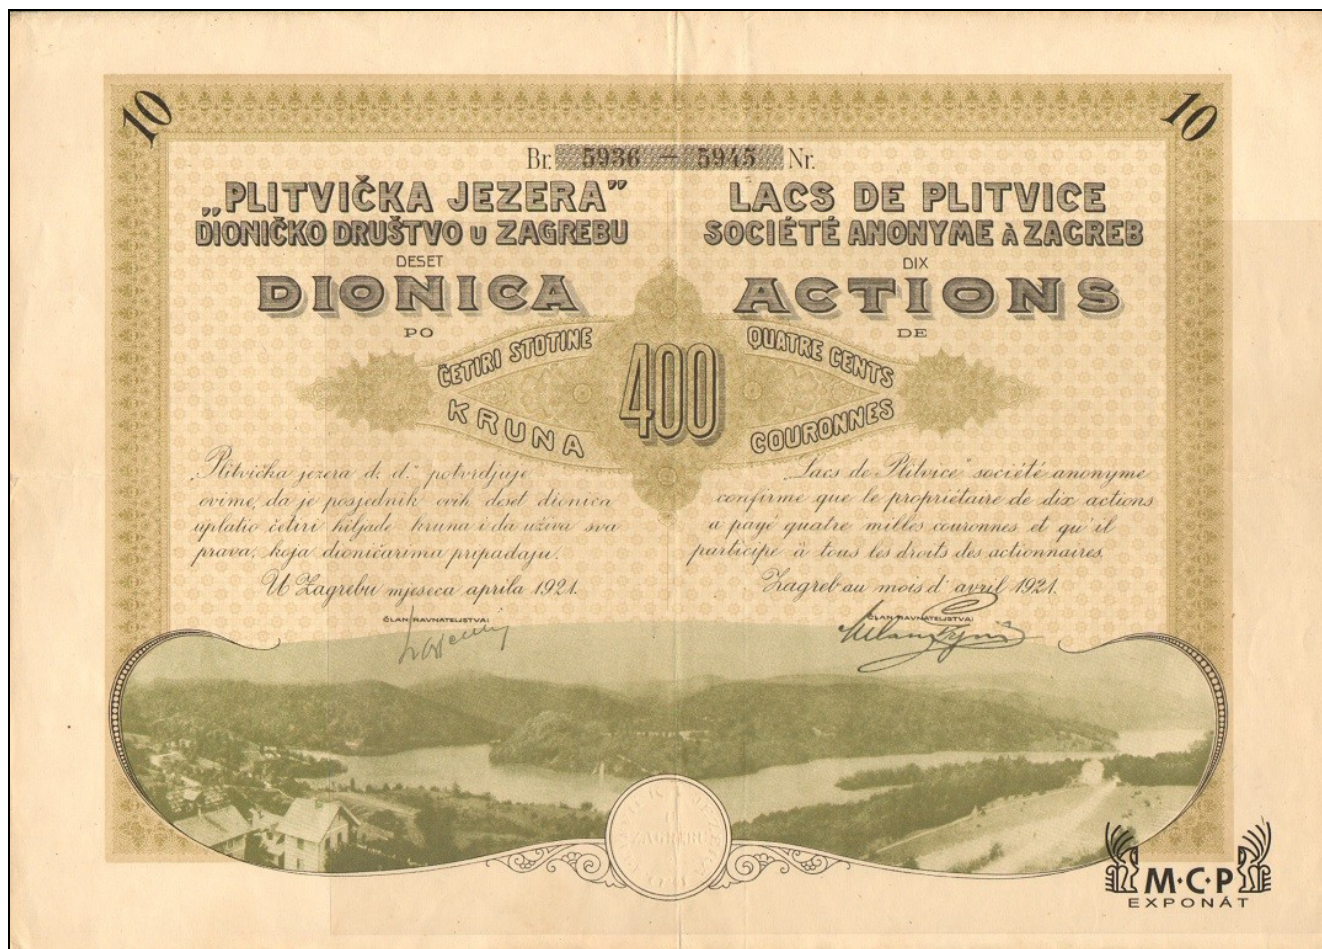 10
10
Br. 5936 — 5945 Nr.
„PLITVIČKA JEZERA”
DIONIČKO DRUŠTVO U ZAGREBU
DESET
DIONICA
PO
ČETIRI STOTINE
KRUNA
LACS DE PLITVICE
SOCIÉTÉ ANONYME À ZAGREB
DIX
ACTIONS
DE
QUATRE CENTS
COURONNES
400
„Plitvička jezera d. d.” potvrdjuje
ovime, da je posjednik ovih deset dionica
uplatio četiri hiljade kruna i da uživa sva
prava, koja dioničarima pripadaju.
U Zagrebu mjeseca aprila 1921.
ČLAN RAVNATELJSTVA:
„Lacs de Plitvice” société anonyme
confirme que le propriétaire de dix actions
a payé quatre milles couronnes et qu'il
participe à tous les droits des actionnaires.
Zagreb au mois d'avril 1921.
ČLAN RAVNATELJSTVA:
ZAGREBU
M·C·P
EXPONÁT